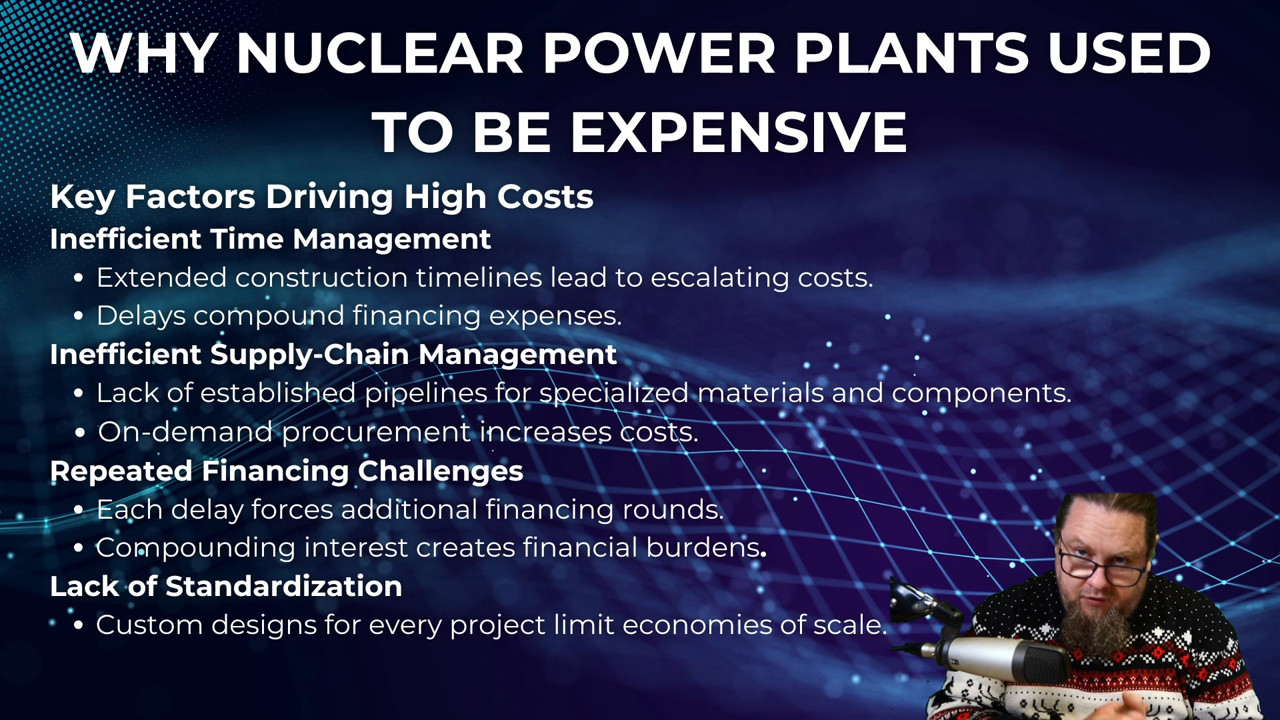 WHY NUCLEAR POWER PLANTS USED
TO BE EXPENSIVE
Key Factors Driving High Costs
Inefficient Time Management
• Extended construction timelines lead to escalating costs.
• Delays compound financing expenses.
Inefficient Supply-Chain Management
• Lack of established pipelines for specialized materials and components.
• On-demand procurement increases costs.
Repeated Financing Challenges
• Each delay forces additional financing rounds.
• Compounding interest creates financial burdens.
Lack of Standardization
• Custom designs for every project limit economies of scale.